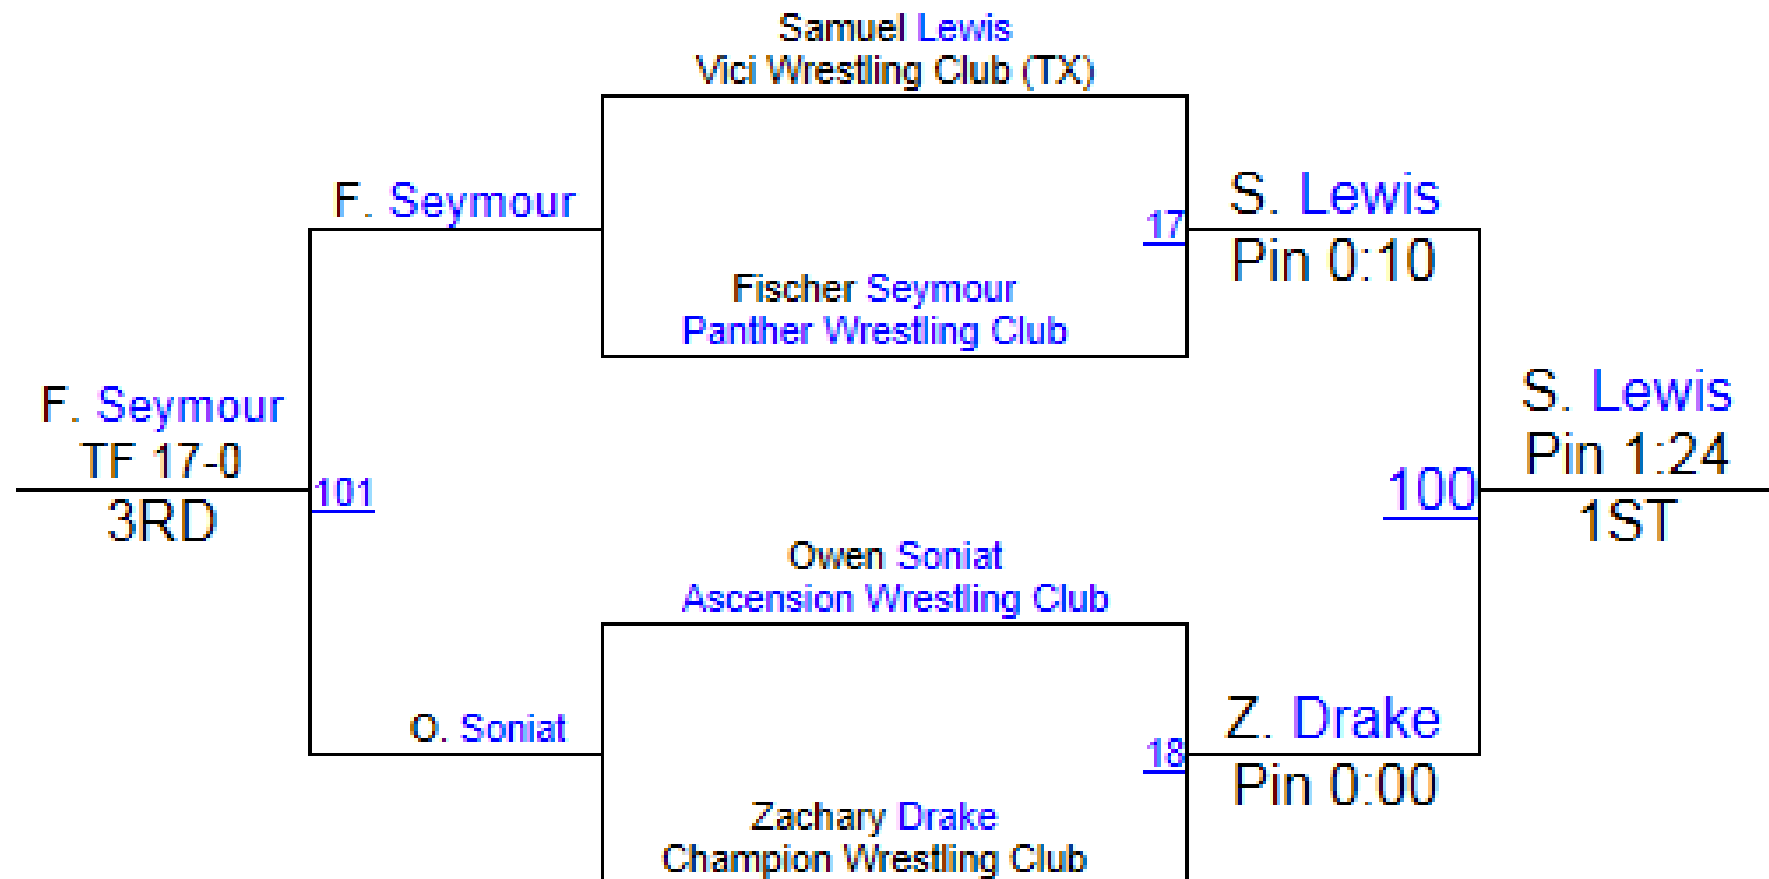 Samuel Lewis
Vici Wrestling Club (TX)
F. Seymour
S. Lewis
17
Pin 0:10
Fischer Seymour
Panther Wrestling Club
F. Seymour
TF 17-0
101
3RD
S. Lewis
Pin 1:24
100
1ST
Owen Soniat
Ascension Wrestling Club
O. Soniat
Z. Drake
18
Pin 0:00
Zachary Drake
Champion Wrestling Club